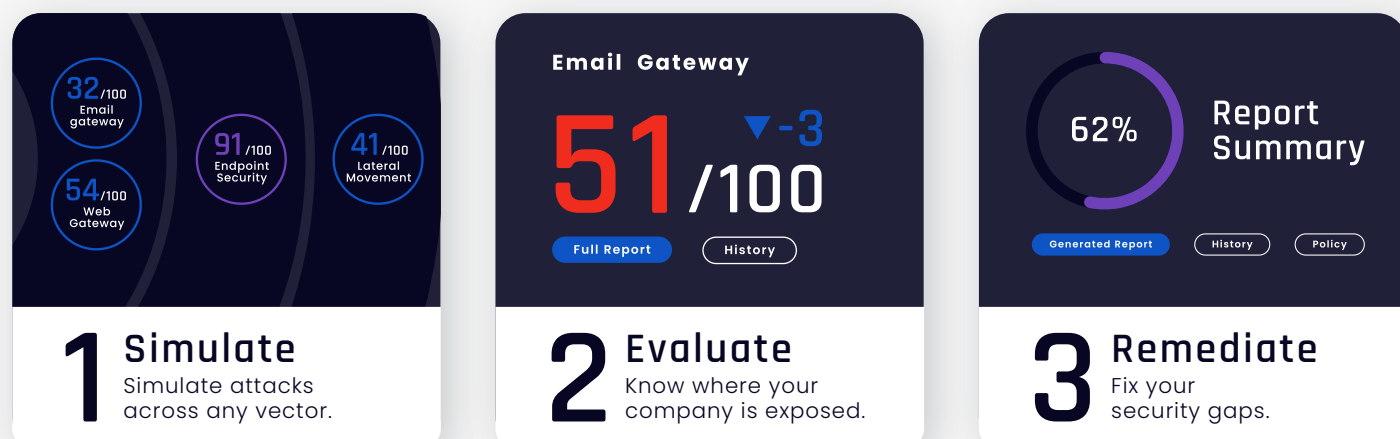 32/100
Email
gateway
54/100
Web
Gateway
91/100
Endpoint
Security
41/100
Lateral
Movement
1
Simulate
Simulate attacks
across any vector.
Email Gateway
51/100
▼-3
Full Report
History
2
Evaluate
Know where your
company is exposed.
62%
Report
Summary
Generated Report
History
Policy
3
Remediate
Fix your
security gaps.